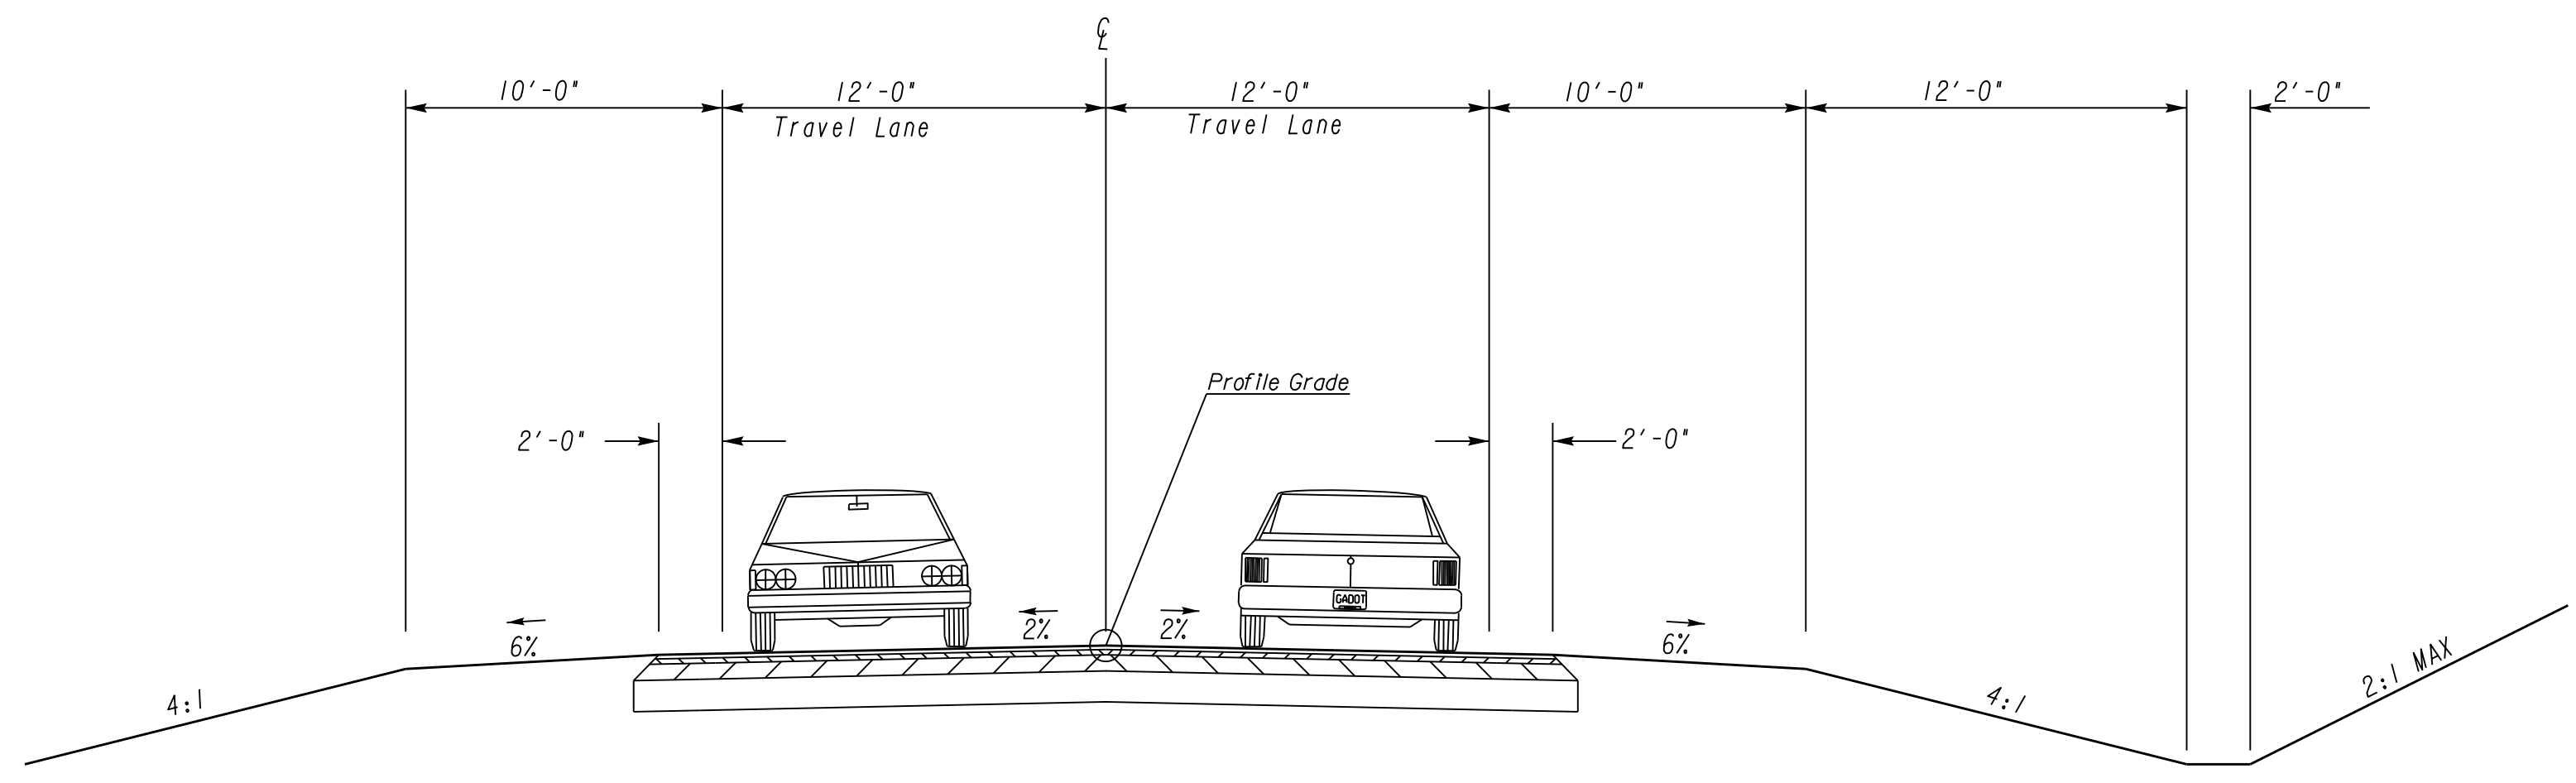 ℄
10'-0" 12'-0" 12'-0" 10'-0" 12'-0" 2'-0"
Travel Lane Travel Lane
Profile Grade
2'-0" 2'-0"
GADOT
6% 2% 2% 6%
4:1 4:1 2:1 MAX